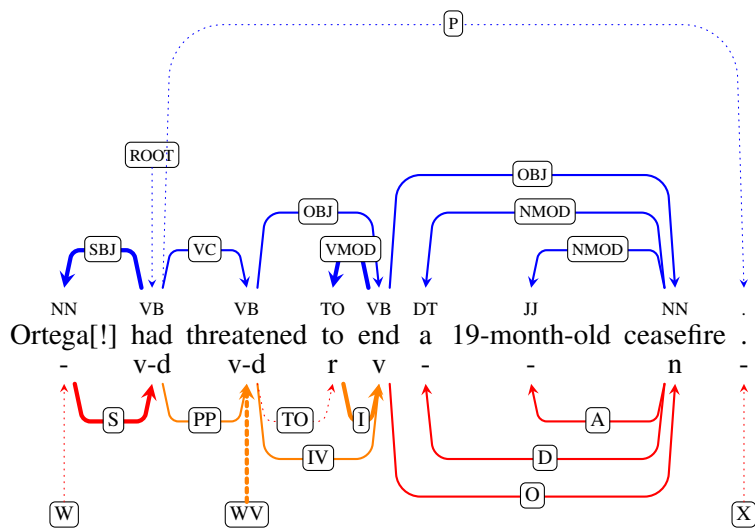 P
ROOT
OBJ
OBJ NMOD
SBJ VC VMOD NMOD
NN VB VB TO VB DT JJ NN .
Ortega[!] had threatened to end a 19-month-old ceasefire .
- v-d v-d r v - - n -
S PP TO I A
IV D
O
W WV X